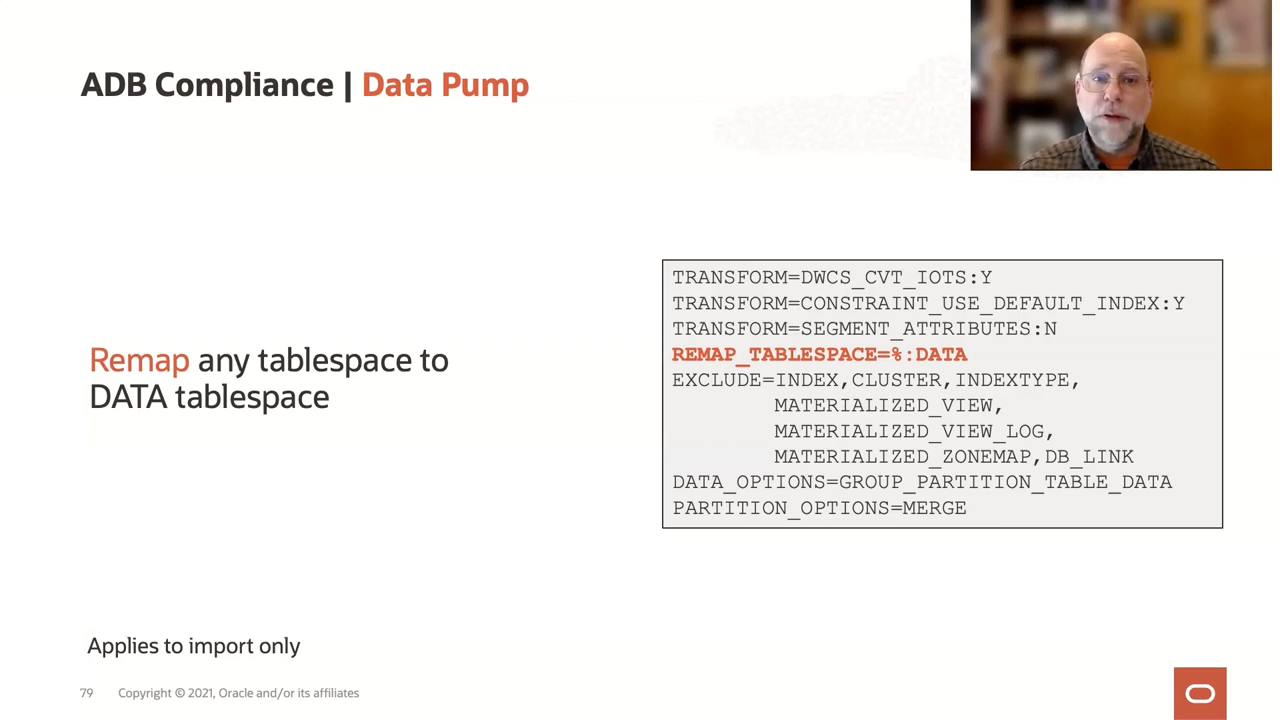 ADB Compliance | Data Pump
Remap any tablespace to
DATA tablespace
TRANSFORM=DWCS_CVT_IOTS:Y
TRANSFORM=CONSTRAINT_USE_DEFAULT_INDEX:Y
TRANSFORM=SEGMENT_ATTRIBUTES:N
REMAP_TABLESPACE=%:DATA
EXCLUDE=INDEX,CLUSTER,INDEXTYPE,
MATERIALIZED_VIEW,
MATERIALIZED_VIEW_LOG,
MATERIALIZED_ZONEMAP,DB_LINK
DATA_OPTIONS=GROUP_PARTITION_TABLE_DATA
PARTITION_OPTIONS=MERGE
Applies to import only
79 Copyright © 2021, Oracle and/or its affiliates